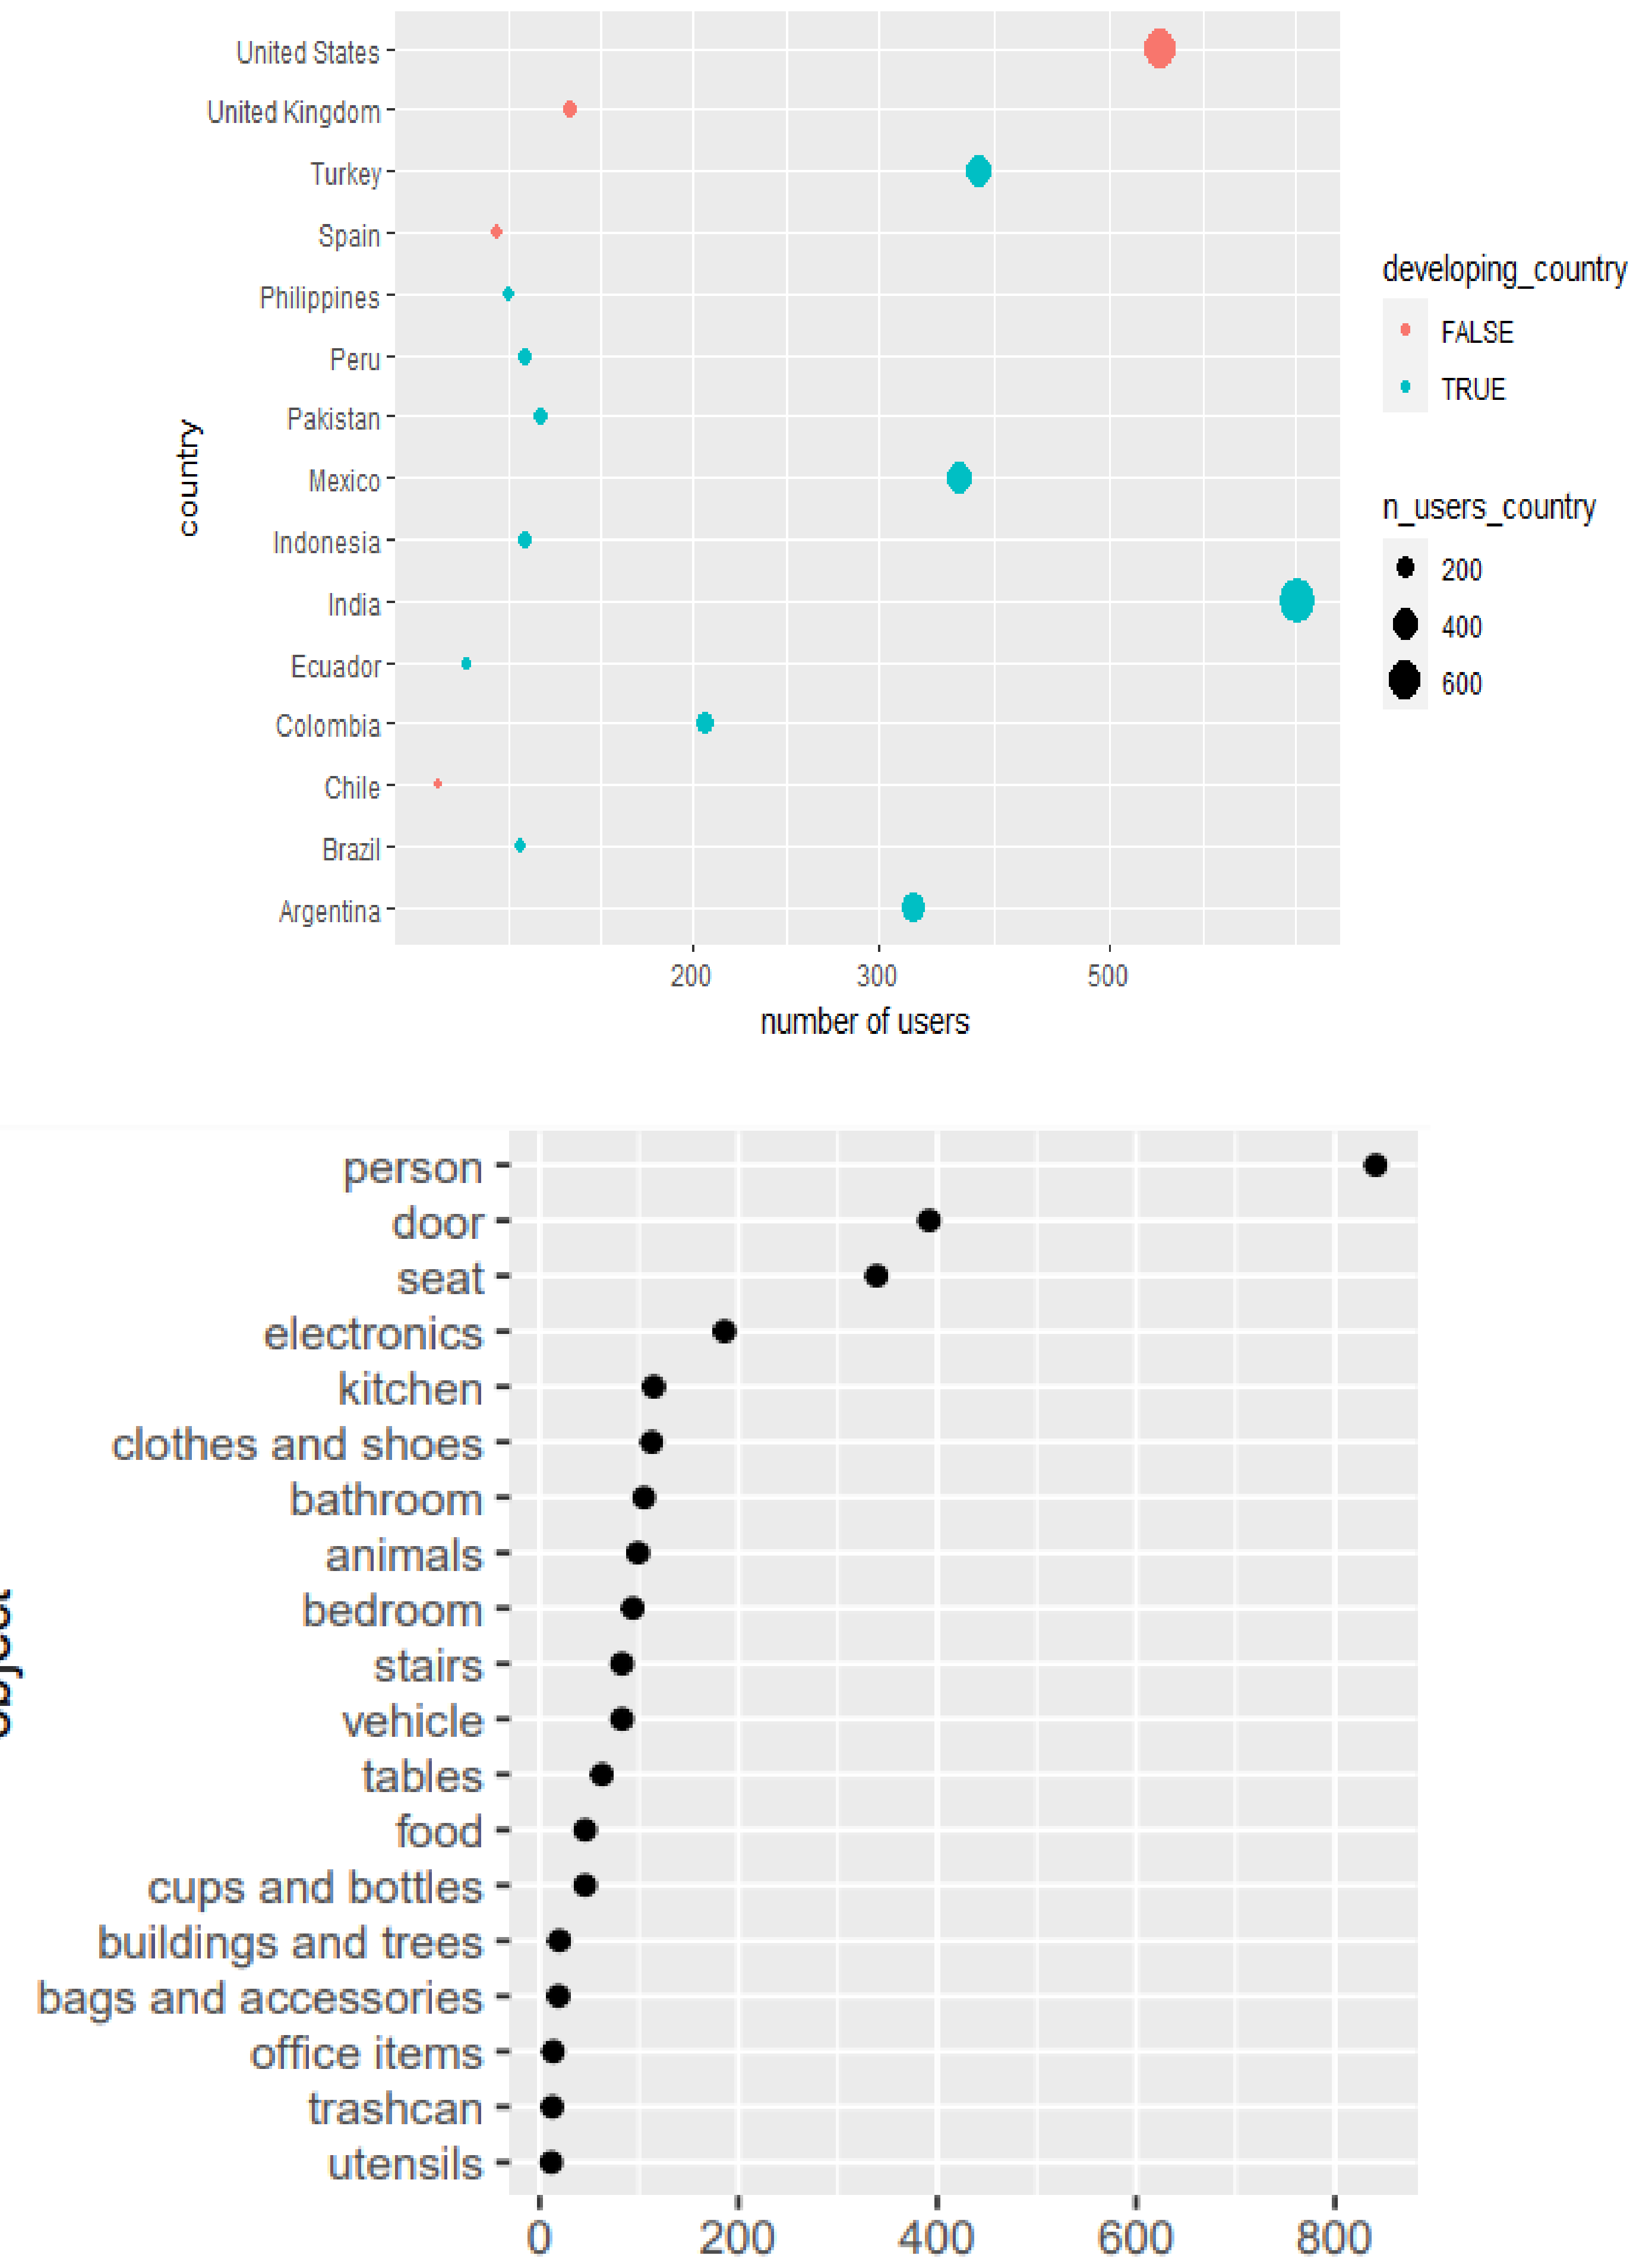 United States
United Kingdom
Turkey
Spain
Philippines
Peru
Pakistan
Mexico
Indonesia
India
Ecuador
Colombia
Chile
Brazil
Argentina
country
200 300 500
number of users
developing_country
FALSE
TRUE
n_users_country
200
400
600
person
door
seat
electronics
kitchen
clothes and shoes
bathroom
animals
bedroom
stairs
vehicle
tables
food
cups and bottles
buildings and trees
bags and accessories
office items
trashcan
utensils
object
0 200 400 600 800